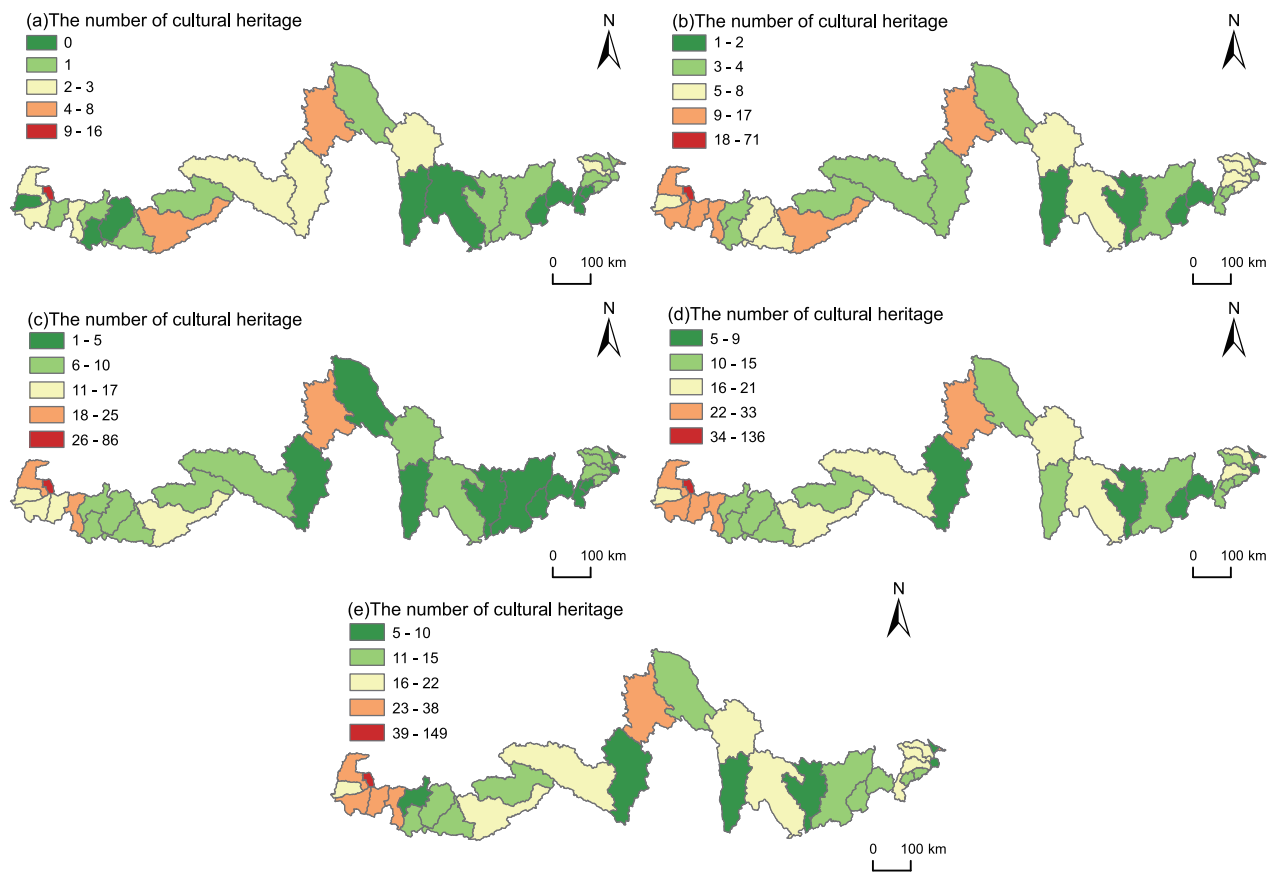 (a)The number of cultural heritage
0
1
2 - 3
4 - 8
9 - 16
N
0 100 km
(b)The number of cultural heritage
1 - 2
3 - 4
5 - 8
9 - 17
18 - 71
N
0 100 km
(c)The number of cultural heritage
1 - 5
6 - 10
11 - 17
18 - 25
26 - 86
N
0 100 km
(d)The number of cultural heritage
5 - 9
10 - 15
16 - 21
22 - 33
34 - 136
N
0 100 km
(e)The number of cultural heritage
5 - 10
11 - 15
16 - 22
23 - 38
39 - 149
N
0 100 km